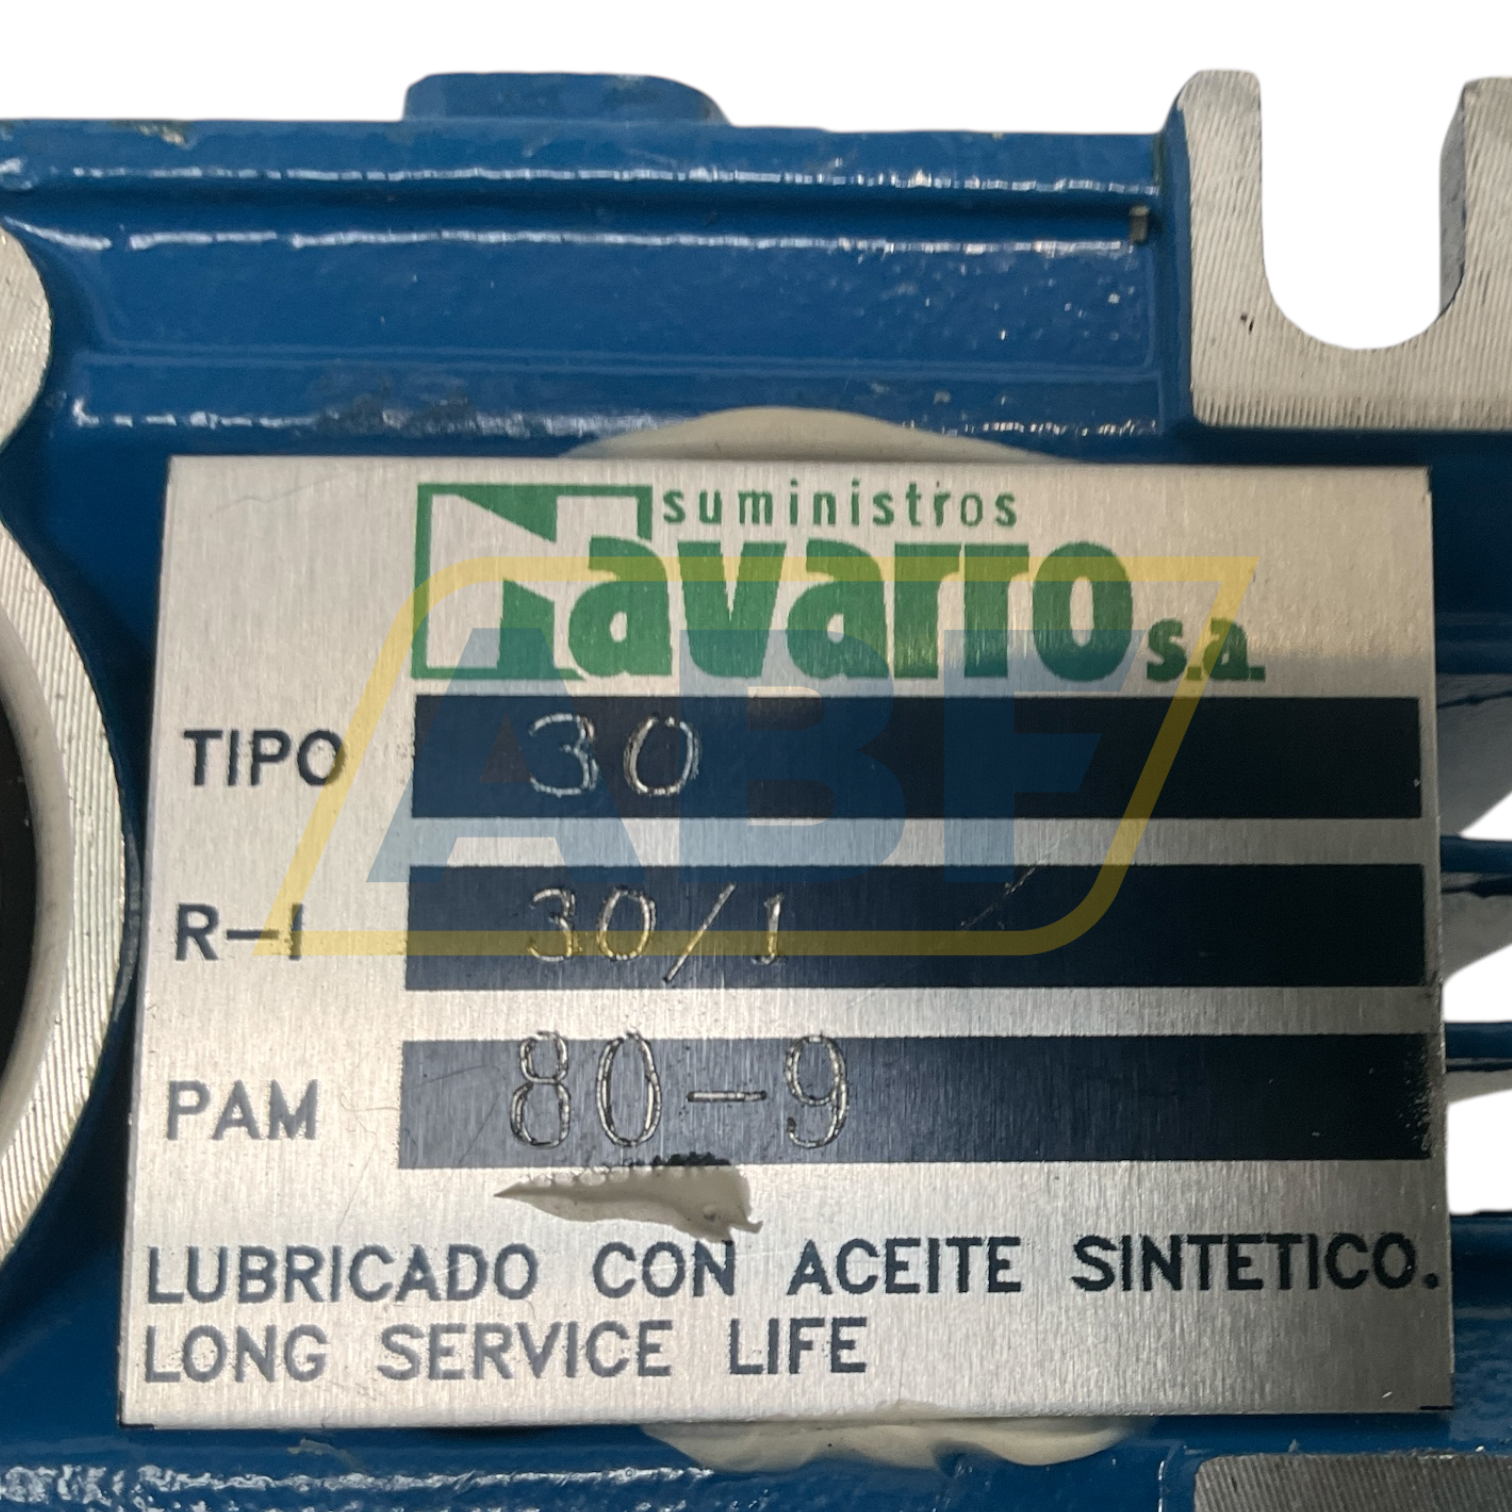 suministros
Navarro s.a.
TIPO 30
R-I 30/1
PAM 80-9
LUBRICADO CON ACEITE SINTETICO.
LONG SERVICE LIFE
ABF